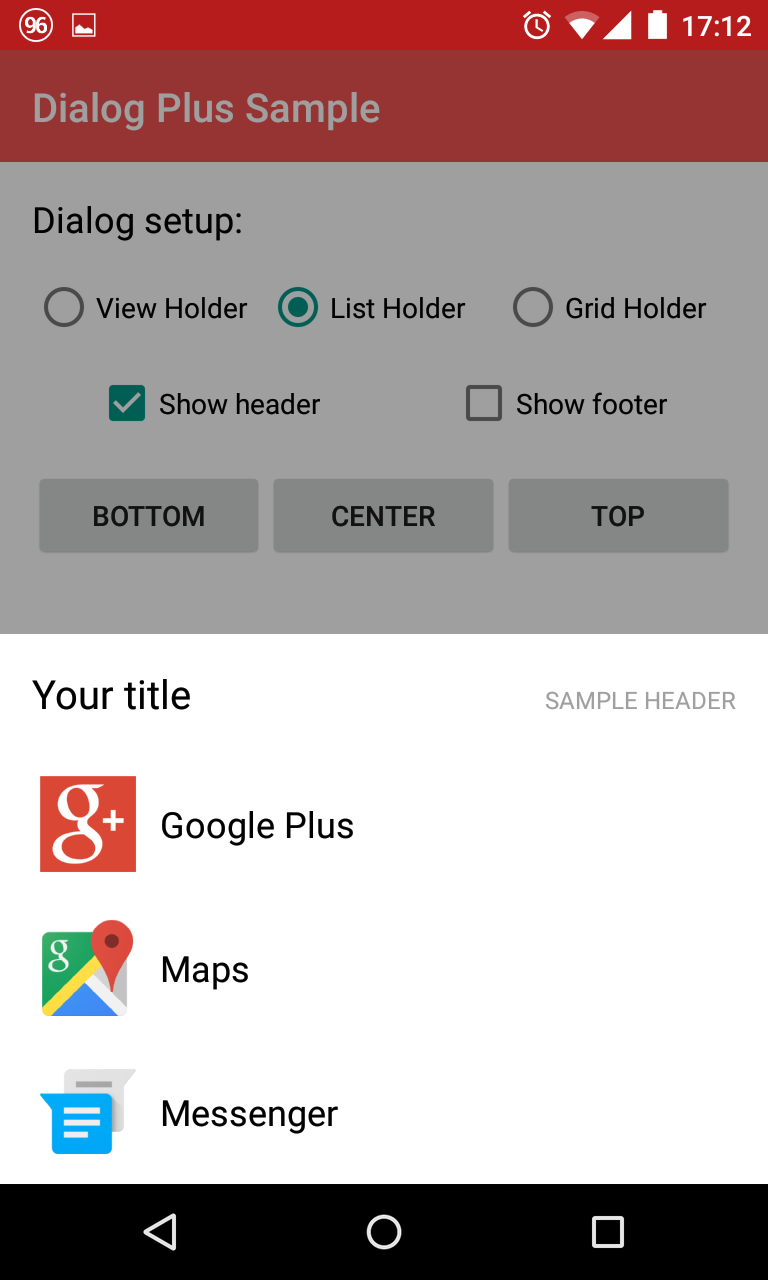 96 17:12
Dialog Plus Sample
Dialog setup:
View Holder List Holder Grid Holder
Show header Show footer
BOTTOM CENTER TOP
Your title SAMPLE HEADER
g+ Google Plus
g Maps
Messenger